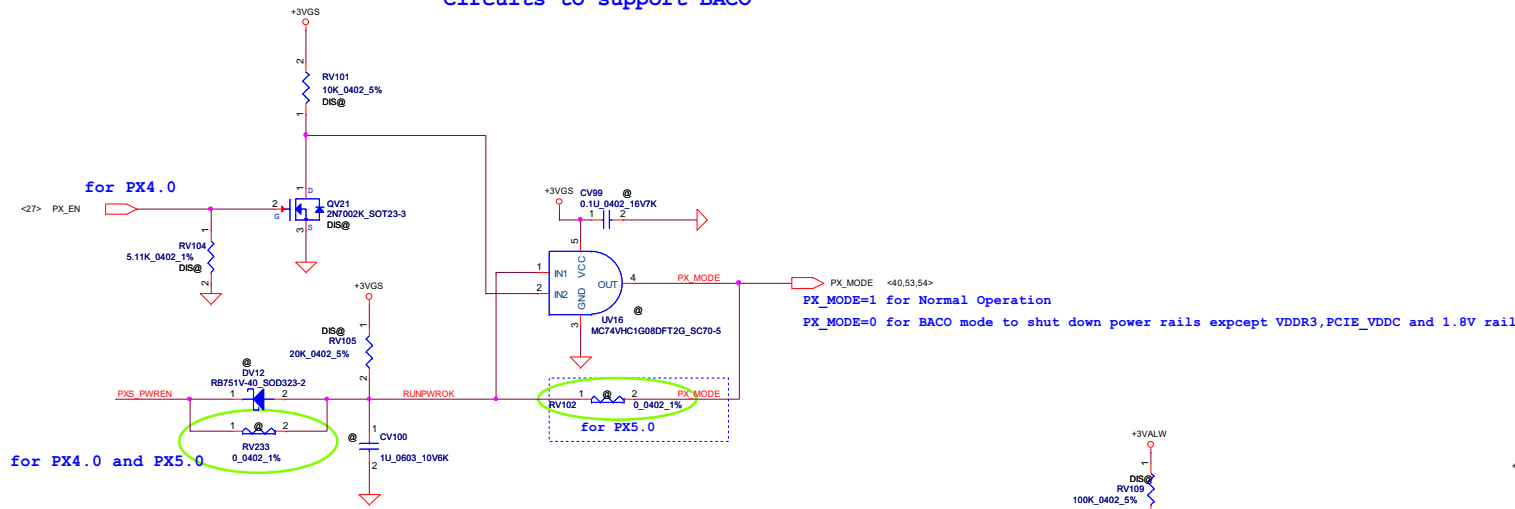 Circuits to support BACO
+3VGS
2
RV101
10K_0402_5%
DIS@
1
for PX4.0
<27> PX_EN
1
D
2
G
QV21
2N7002K_SOT23-3
DIS@
3
S
1
RV104
5.11K_0402_1%
DIS@
2
+3VGS
CV99
@
0.1U_0402_16V7K
1
2
5
1
IN1
VCC
2
IN2
GND
OUT
4
PX_MODE
PX_MODE <40,53,54>
PX_MODE=1 for Normal Operation
PX_MODE=0 for BACO mode to shut down power rails expcept VDDR3,PCIE_VDDC and 1.8V rail
3
@
UV16
MC74VHC1G08DFT2G_SC70-5
+3VGS
1
DIS@
RV105
20K_0402_5%
2
@
DV12
RB751V-40_SOD323-2
PXS_PWREN
1
2
RUNPWROK
1
@
2
PX_MODE
RV102
0_0402_1%
for PX5.0
1
@
2
RV233
0_0402_1%
for PX4.0 and PX5.0
@
1
CV100
1U_0603_10V6K
2
+3VALW
1
DIS@
RV109
100K_0402_5%